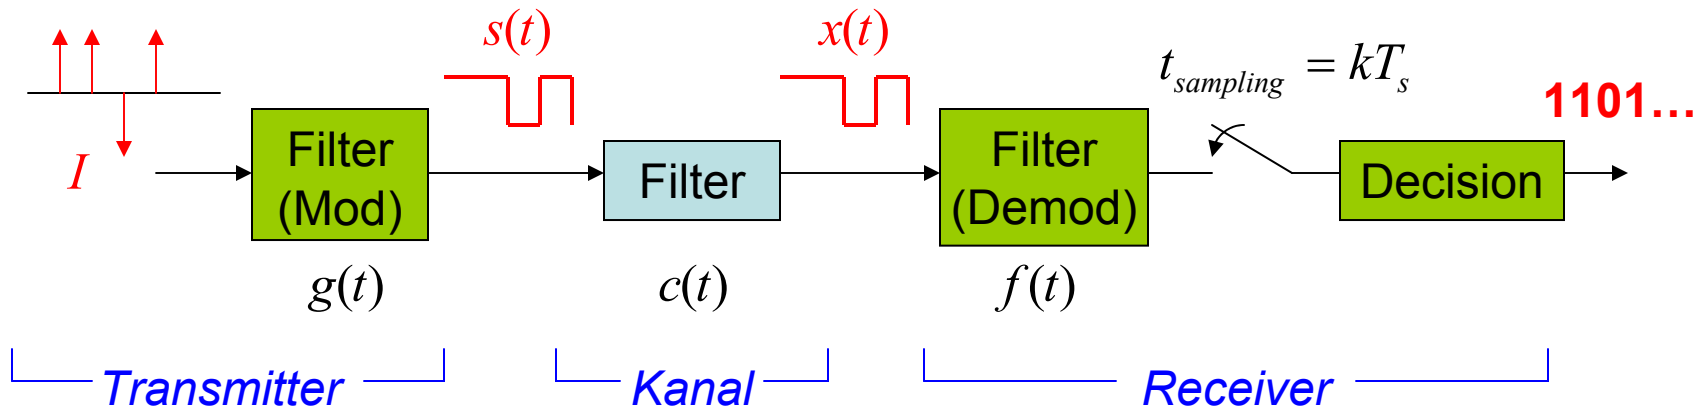 s(t)
x(t)
t_sampling = kT_s
1101...
I
Filter
(Mod)
Filter
Filter
(Demod)
Decision
g(t)
c(t)
f(t)
Transmitter
Kanal
Receiver